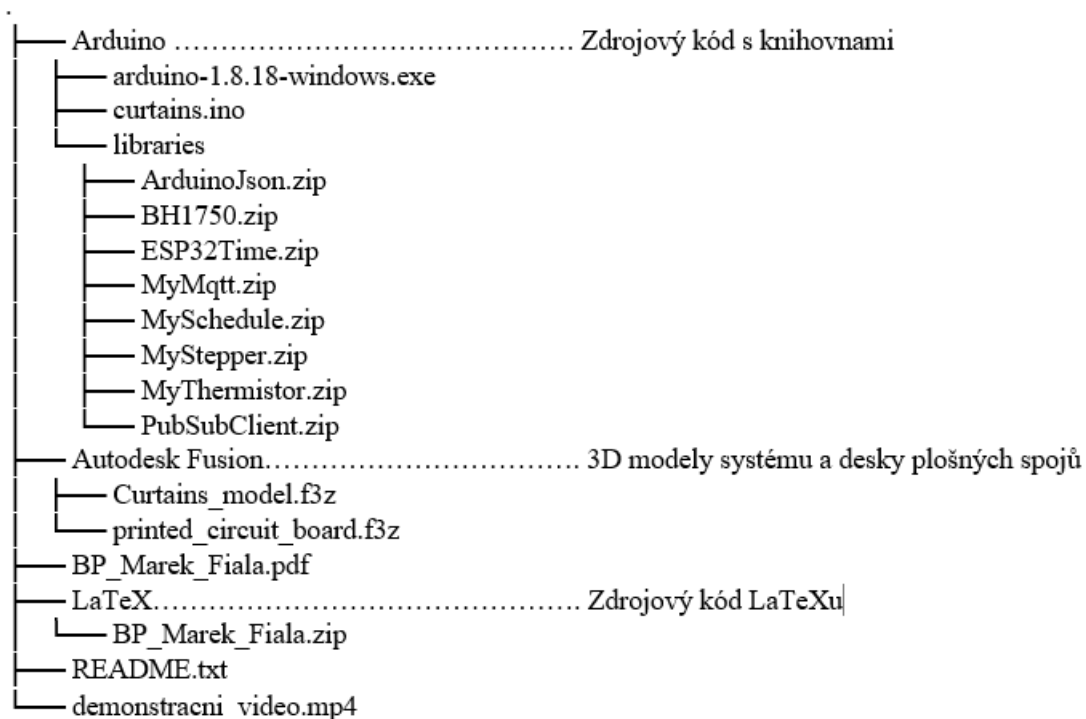 .
├── Arduino …………………………………… Zdrojový kód s knihovnami
│   ├── arduino-1.8.18-windows.exe
│   ├── curtains.ino
│   └── libraries
│       ├── ArduinoJson.zip
│       ├── BH1750.zip
│       ├── ESP32Time.zip
│       ├── MyMqtt.zip
│       ├── MySchedule.zip
│       ├── MyStepper.zip
│       ├── MyThermistor.zip
│       └── PubSubClient.zip
├── Autodesk Fusion…………………………… 3D modely systému a desky plošných spojů
│   ├── Curtains_model.f3z
│   └── printed_circuit_board.f3z
├── BP_Marek_Fiala.pdf
├── LaTeX……………………………………… Zdrojový kód LaTeXu
│   └── BP_Marek_Fiala.zip
├── README.txt
└── demonstracni_video.mp4